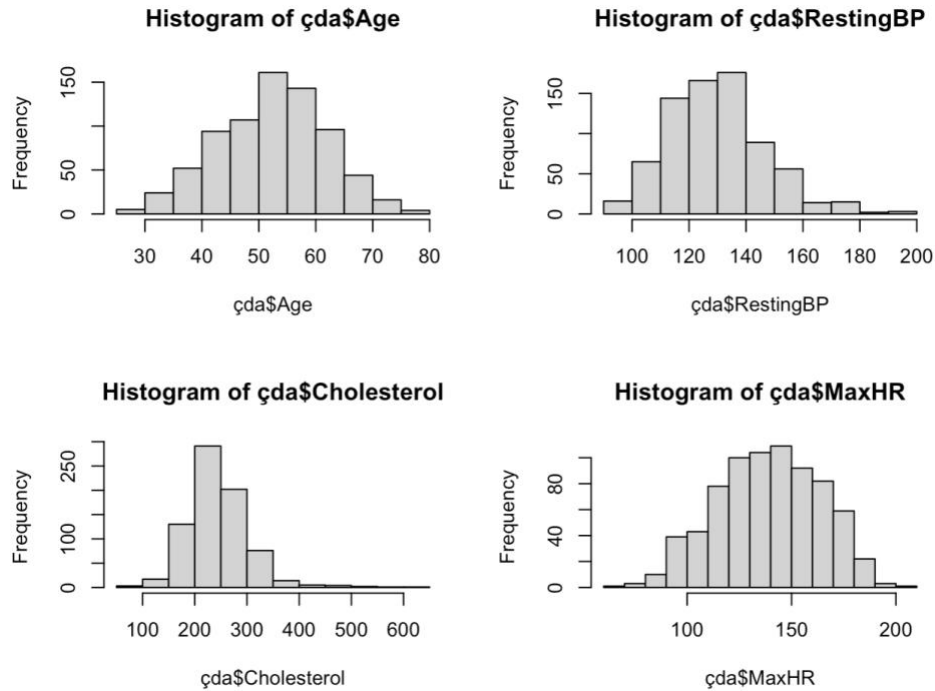 Histogram of çda$Age
Frequency
0
50
150
30 40 50 60 70 80
çda$Age
Histogram of çda$RestingBP
Frequency
0
50
150
100 120 140 160 180 200
çda$RestingBP
Histogram of çda$Cholesterol
Frequency
0
100
250
100 200 300 400 500 600
çda$Cholesterol
Histogram of çda$MaxHR
Frequency
0
40
80
100 150 200
çda$MaxHR